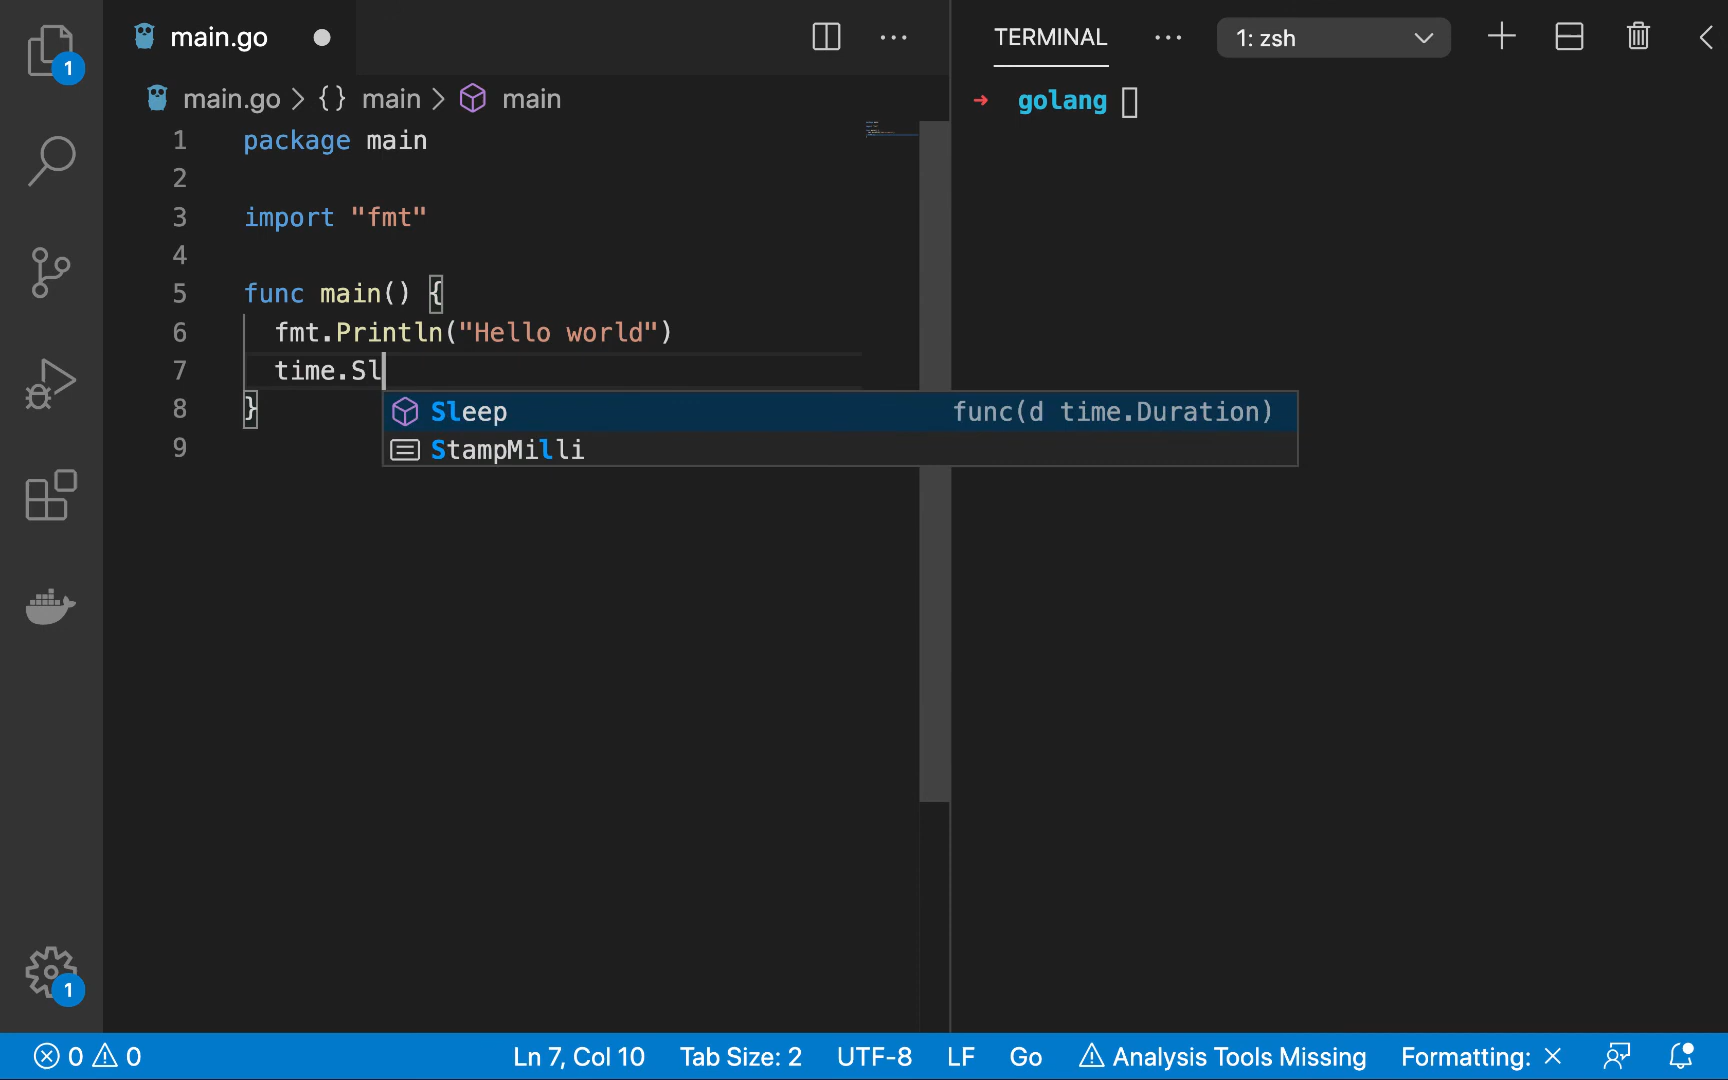 1
main.go
TERMINAL
1: zsh
main.go > {} main > main
golang
1 package main
2
3 import "fmt"
4
5 func main() {
6 fmt.Println("Hello world")
7 time.Sl
8 }
9
Sleep func(d time.Duration)
StampMilli
1
0 0
Ln 7, Col 10
Tab Size: 2
UTF-8
LF
Go
Analysis Tools Missing
Formatting: ×